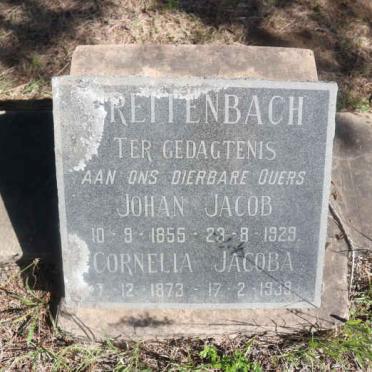 BREITENBACH
TER GEDAGTENIS
AAN ONS DIERBARE OUERS
JOHAN JACOB
10-9-1855-23-8-1929
CORNELIA JACOBA
12-1873-17-2-1939